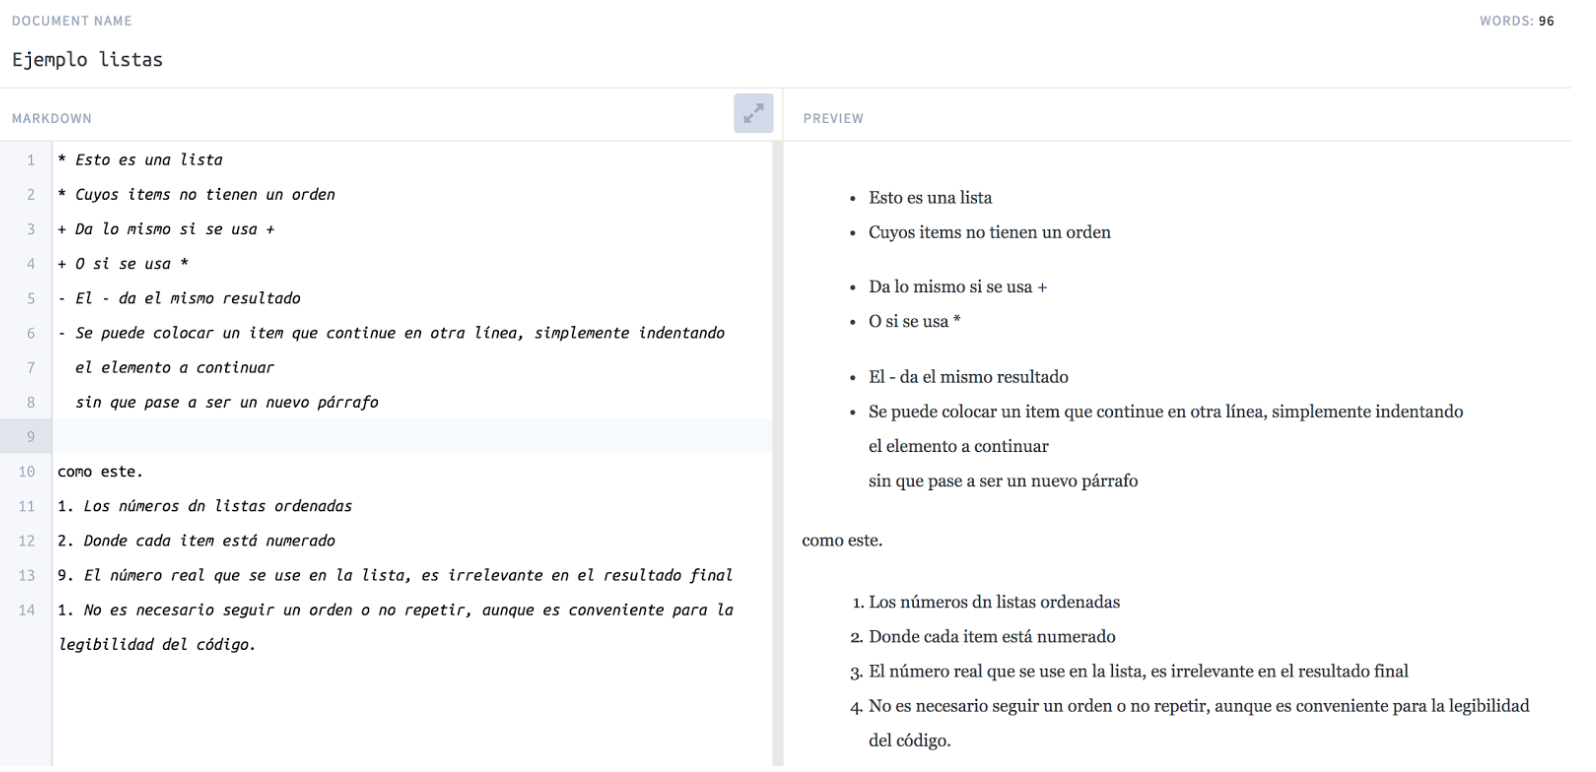 DOCUMENT NAME
WORDS: 96
Ejemplo listas
MARKDOWN
1 * Esto es una lista
2 * Cuyos items no tienen un orden
3 + Da lo mismo si se usa +
4 + O si se usa *
5 - El - da el mismo resultado
6 - Se puede colocar un item que continue en otra línea, simplemente indentando
7 el elemento a continuar
8 sin que pase a ser un nuevo párrafo
9
10 como este.
11 1. Los números dn listas ordenadas
12 2. Donde cada item está numerado
13 9. El número real que se use en la lista, es irrelevante en el resultado final
14 1. No es necesario seguir un orden o no repetir, aunque es conveniente para la
legibilidad del código.
PREVIEW
• Esto es una lista
• Cuyos items no tienen un orden
• Da lo mismo si se usa +
• O si se usa *
• El - da el mismo resultado
• Se puede colocar un item que continue en otra línea, simplemente indentando
el elemento a continuar
sin que pase a ser un nuevo párrafo
como este.
1. Los números dn listas ordenadas
2. Donde cada item está numerado
3. El número real que se use en la lista, es irrelevante en el resultado final
4. No es necesario seguir un orden o no repetir, aunque es conveniente para la legibilidad
del código.